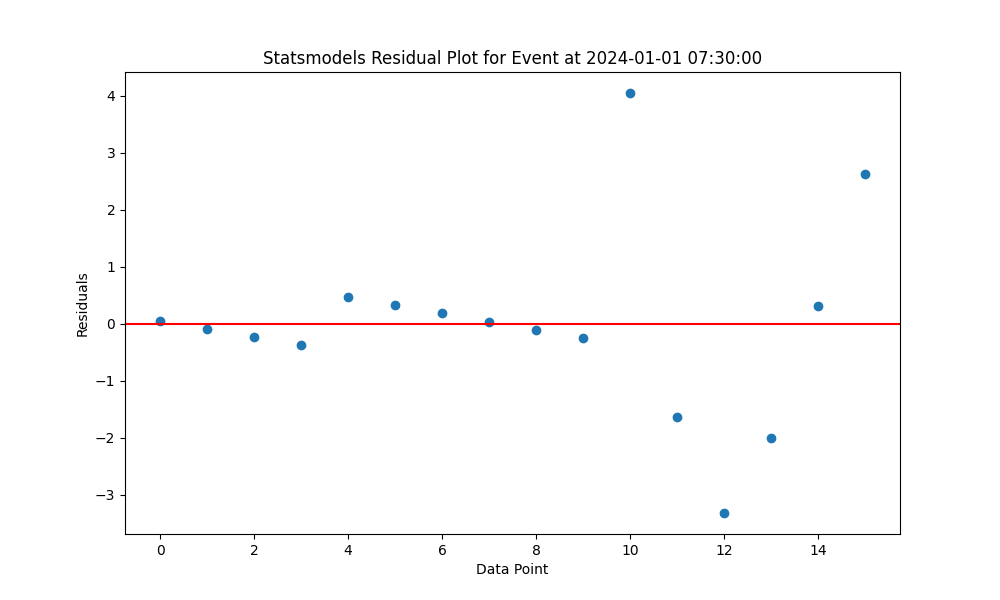 Statsmodels Residual Plot for Event at 2024-01-01 07:30:00
Residuals
4
3
2
1
0
−1
−2
−3
0 2 4 6 8 10 12 14
Data Point